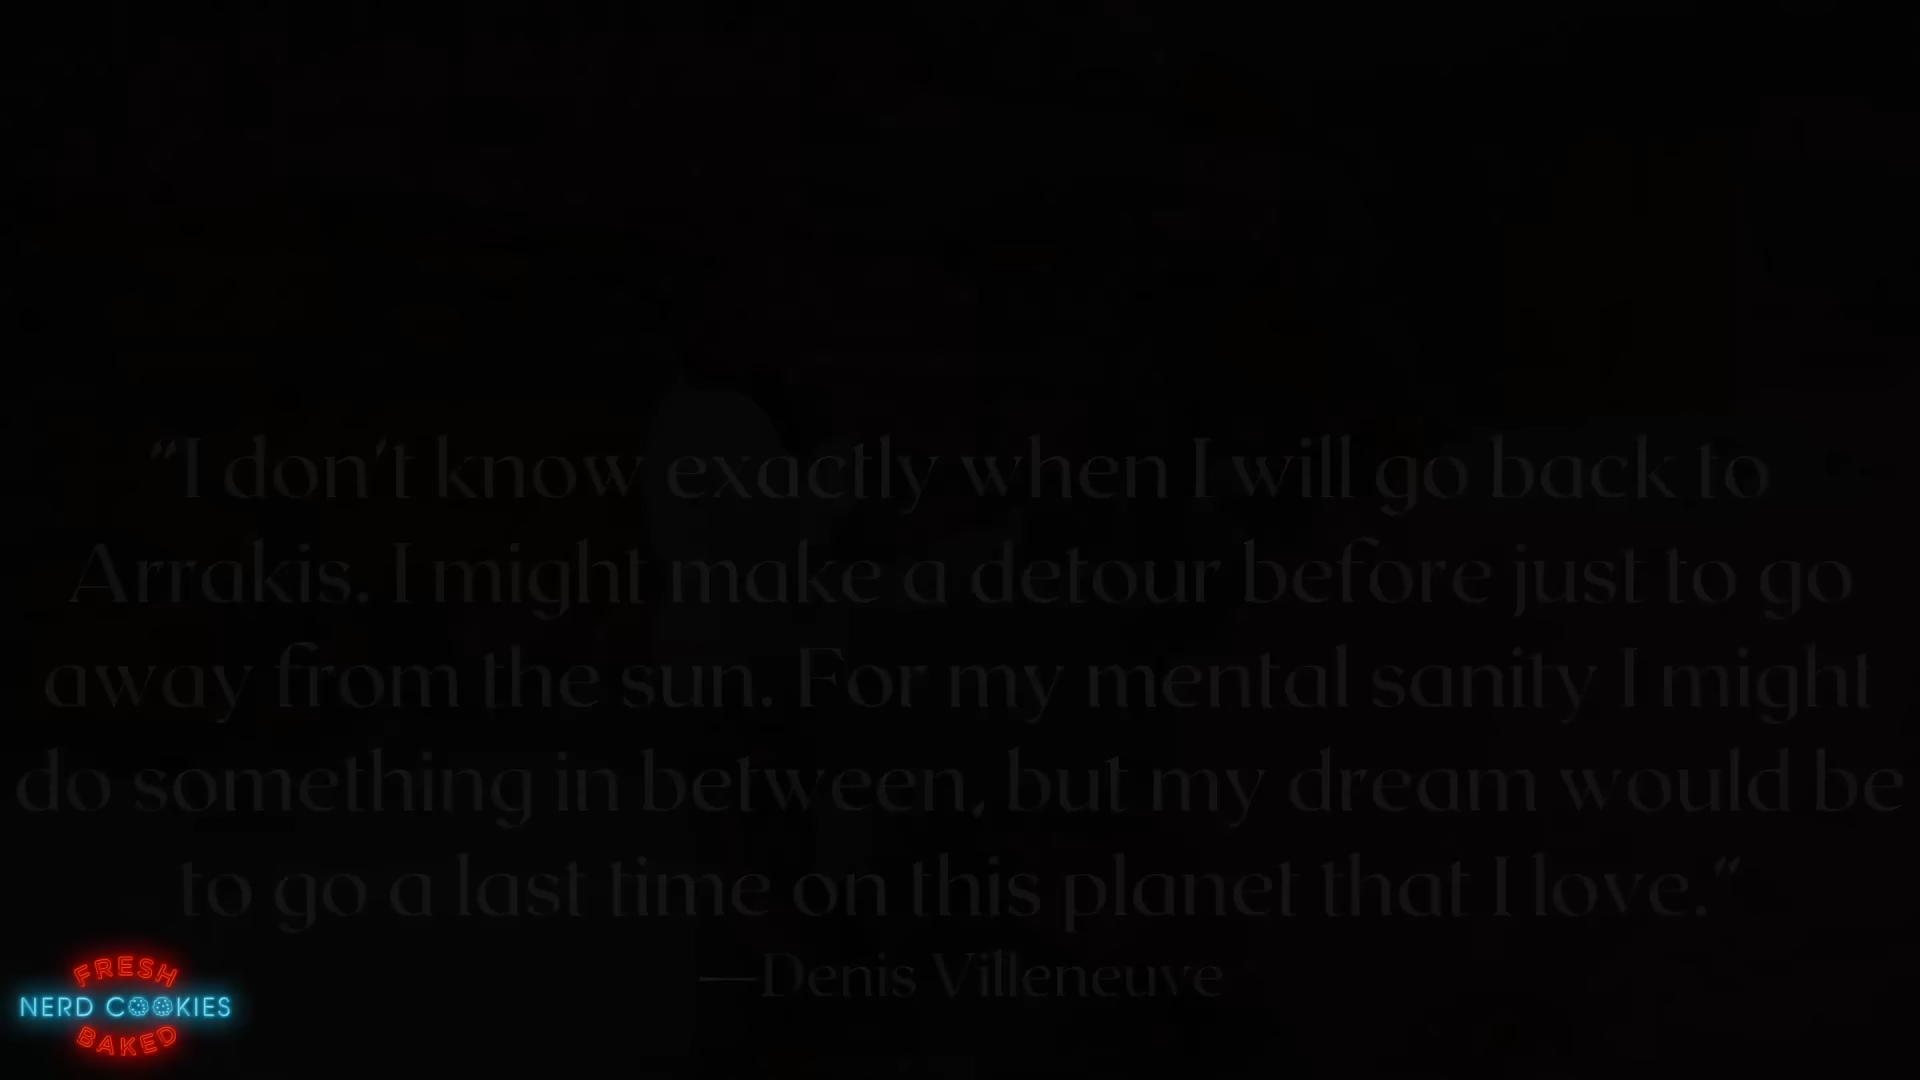 “I don’t know exactly when I will go back to
Arrakis. I might make a detour before just to go
away from the sun. For my mental sanity I might
do something in between, but my dream would be
to go a last time on this planet that I love.“
—Denis Villeneuve
FRESH
NERD COOKIES
BAKED